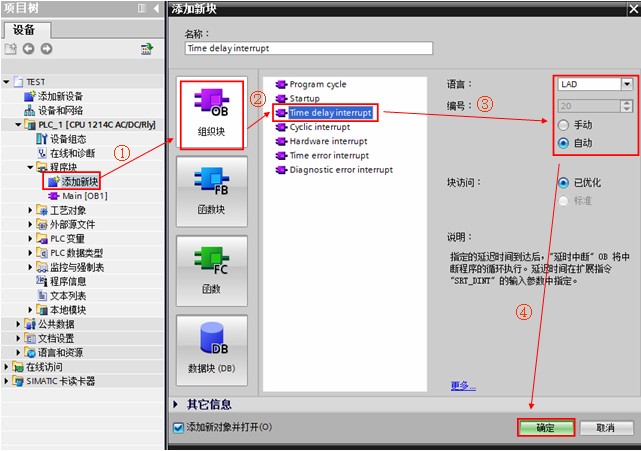 项目树
设备
TEST
添加新设备
设备和网络
PLC_1 [CPU 1214C AC/DC/Rly]
设备组态
在线和诊断
程序块
添加新块
Main [OB1]
工艺对象
外部源文件
PLC 变量
PLC 数据类型
监控与强制表
程序信息
文本列表
本地模块
公共数据
文档设置
语言和资源
在线访问
SIMATIC 卡读卡器
①
添加新块
名称：
Time delay interrupt
OB
组织块
FB
函数块
FC
函数
DB
数据块 (DB)
②
Program cycle
Startup
Time delay interrupt
Cyclic interrupt
Hardware interrupt
Time error interrupt
Diagnostic error interrupt
③
语言：
LAD
编号：
20
手动
自动
块访问：
已优化
标准
说明：
指定的延迟时间到达后，“延时中断” OB 将中
断程序的循环执行。延迟时间在扩展指令
“SRT_DINT” 的输入参数中指定。
④
更多...
其它信息
添加新对象并打开(O)
确定
取消